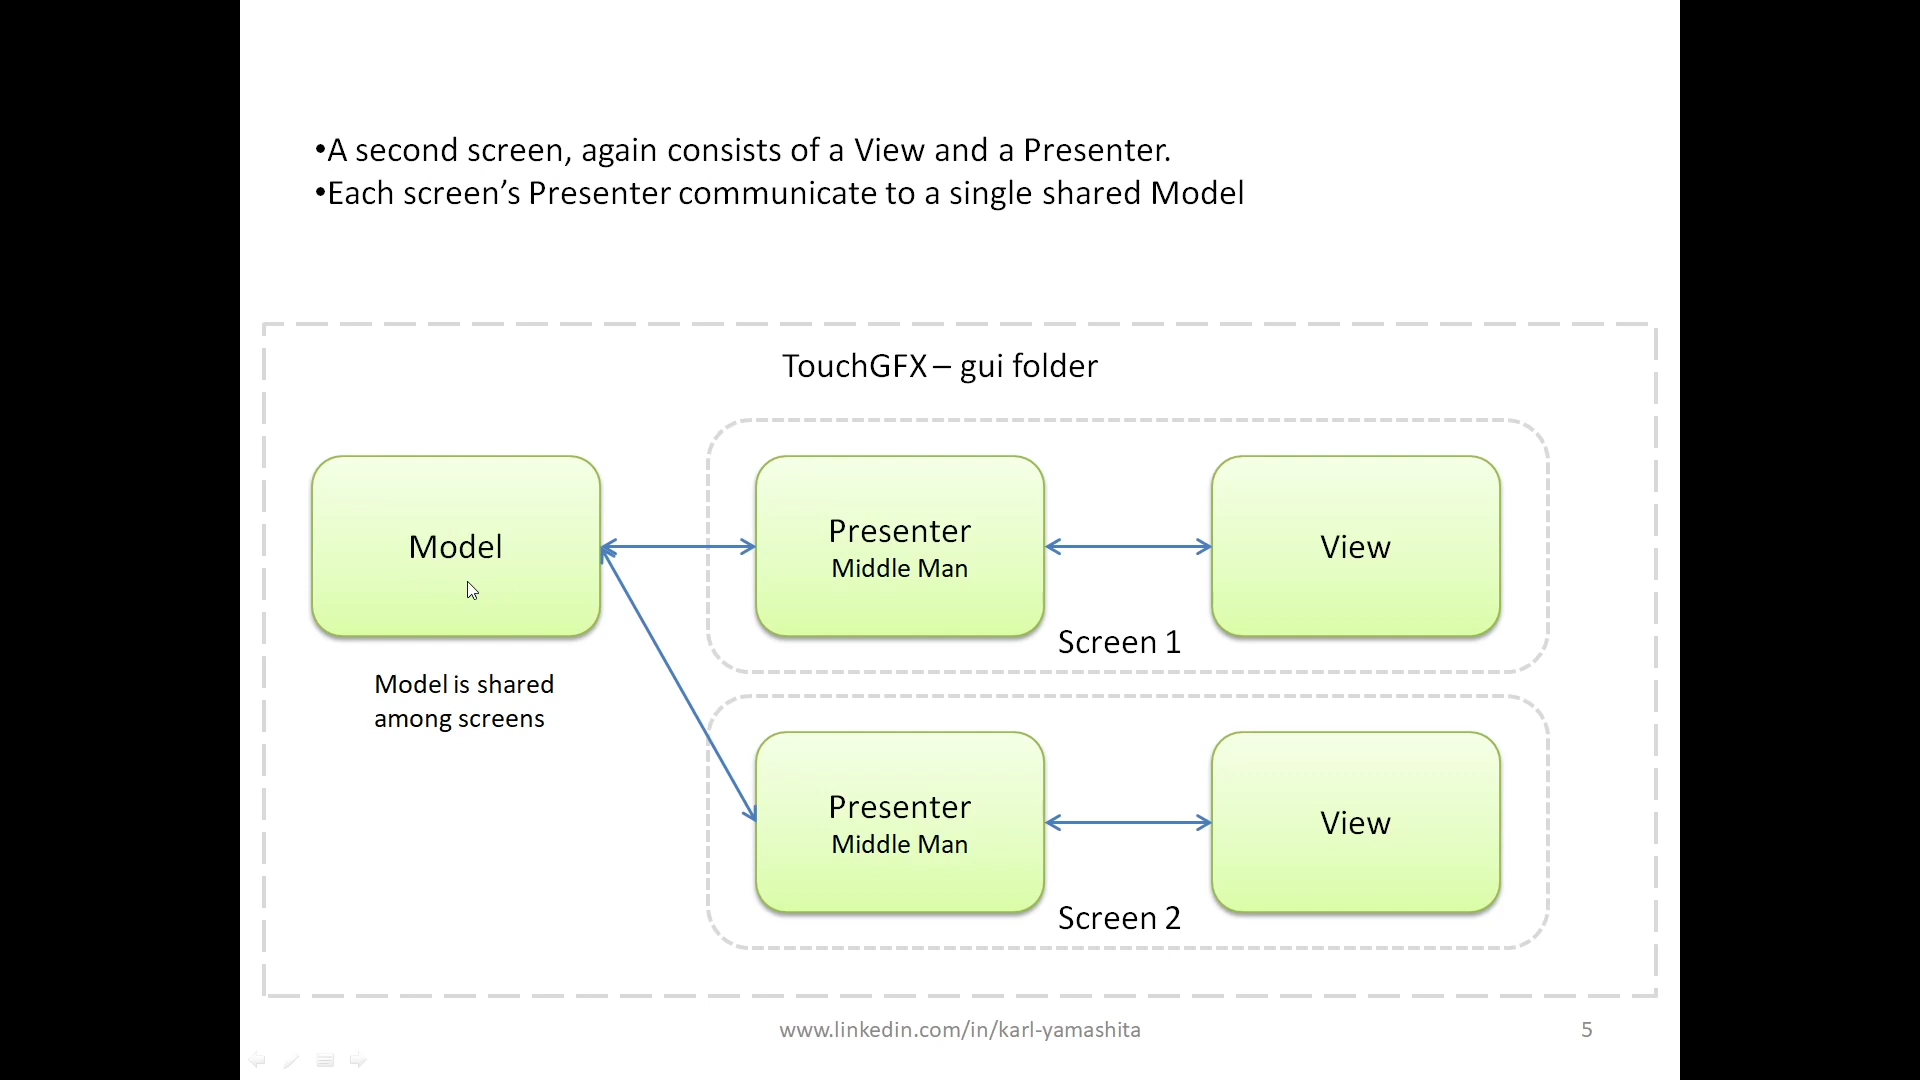 •A second screen, again consists of a View and a Presenter.
•Each screen’s Presenter communicate to a single shared Model
TouchGFX – gui folder
Model
Presenter
Middle Man
View
Screen 1
Model is shared
among screens
Presenter
Middle Man
View
Screen 2
www.linkedin.com/in/karl-yamashita
5